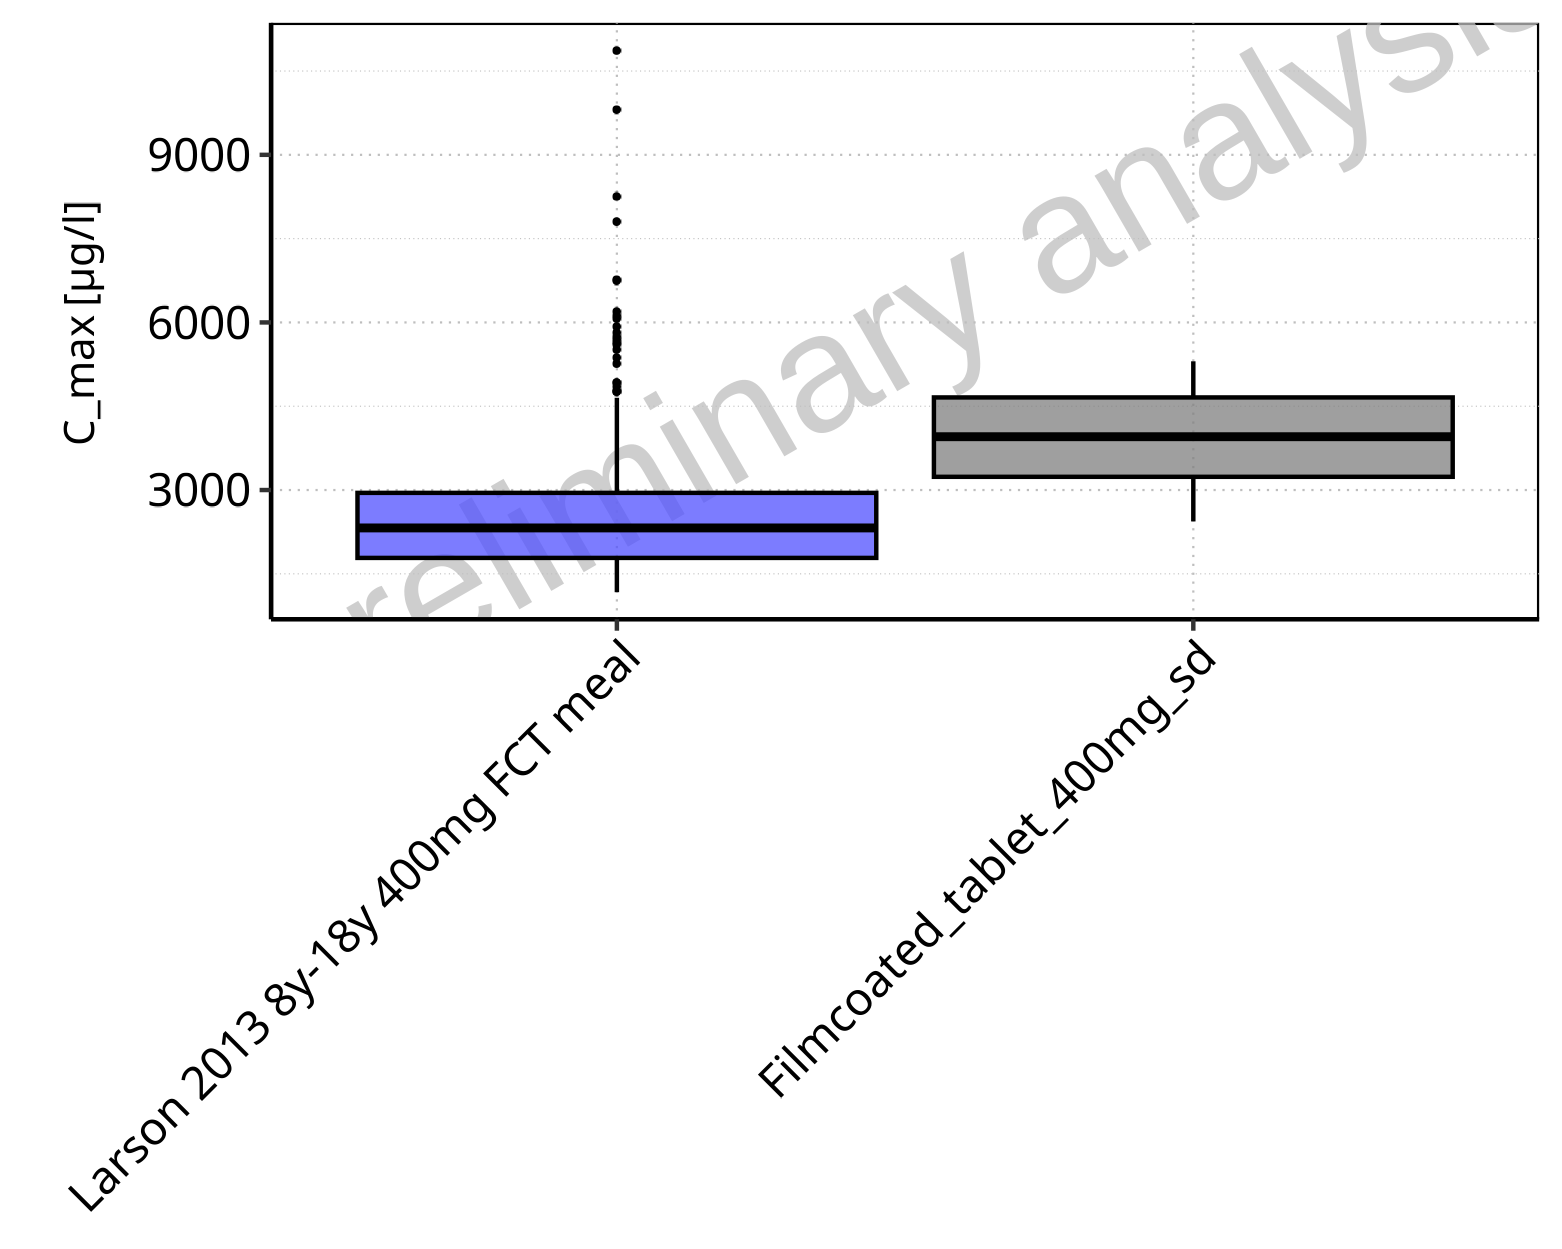 9000
6000
3000
C_max [µg/l]
reliminary analysis
Larson 2013 8y-18y 400mg FCT meal
Filmcoated_tablet_400mg_sd